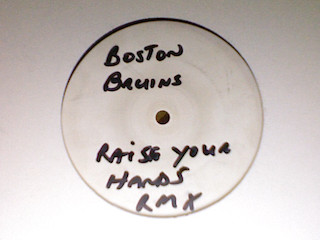 BOSTON
BRUINS
RAISE YOUR
HANDS
RMX